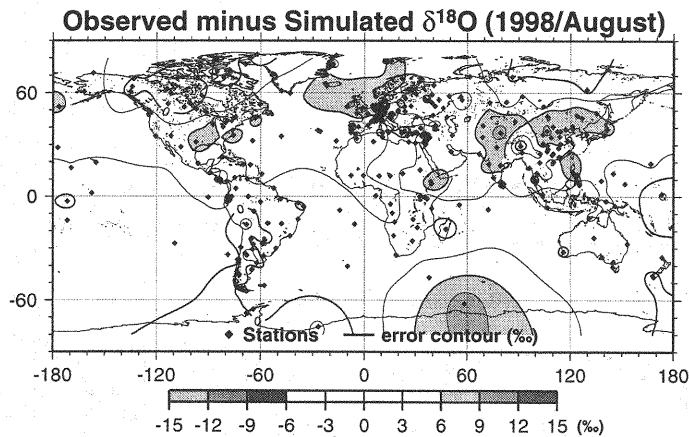 Observed minus Simulated δ¹⁸O (1998/August)
60
0
-60
Stations
error contour (‰)
-180 -120 -60 0 60 120 180
-15 -12 -9 -6 -3 0 3 6 9 12 15 (‰)